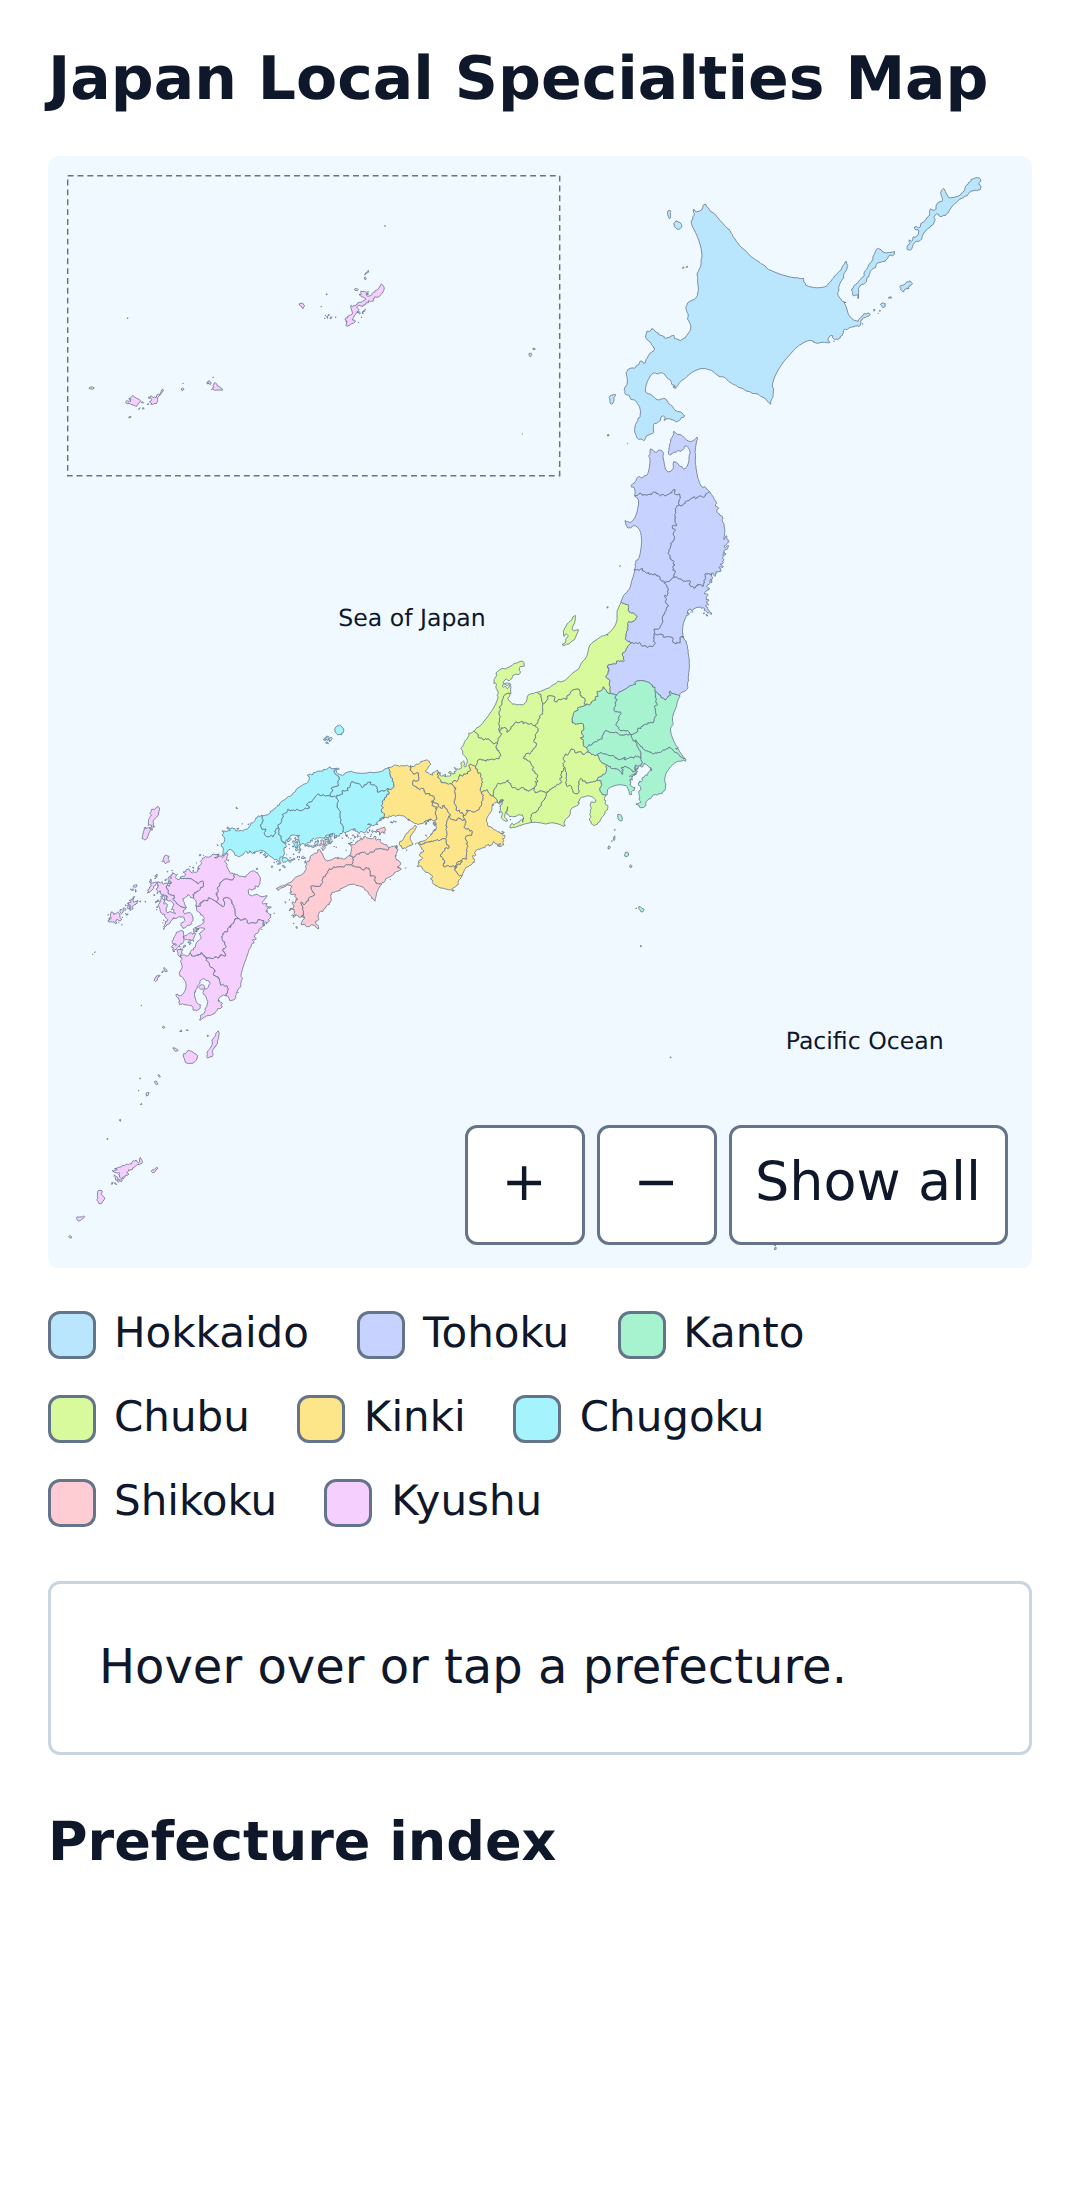 Japan Local Specialties Map
Sea of Japan
Pacific Ocean
+ − Show all
Hokkaido Tohoku Kanto
Chubu Kinki Chugoku
Shikoku Kyushu
Hover over or tap a prefecture.
Prefecture index